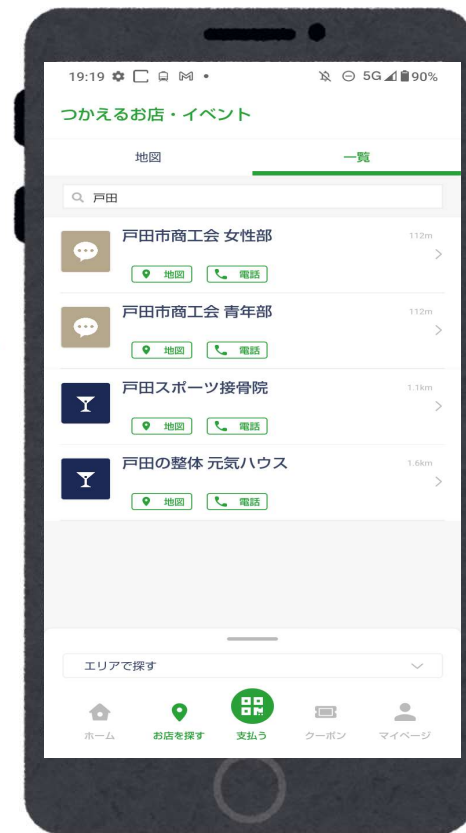 19:19 5G 90%
つかえるお店・イベント
地図 一覧
戸田
戸田市商工会 女性部 112m
地図 電話
戸田市商工会 青年部 112m
地図 電話
戸田スポーツ接骨院 1.1km
地図 電話
戸田の整体 元気ハウス 1.6km
地図 電話
エリアで探す
ホーム お店を探す 支払う クーポン マイページ